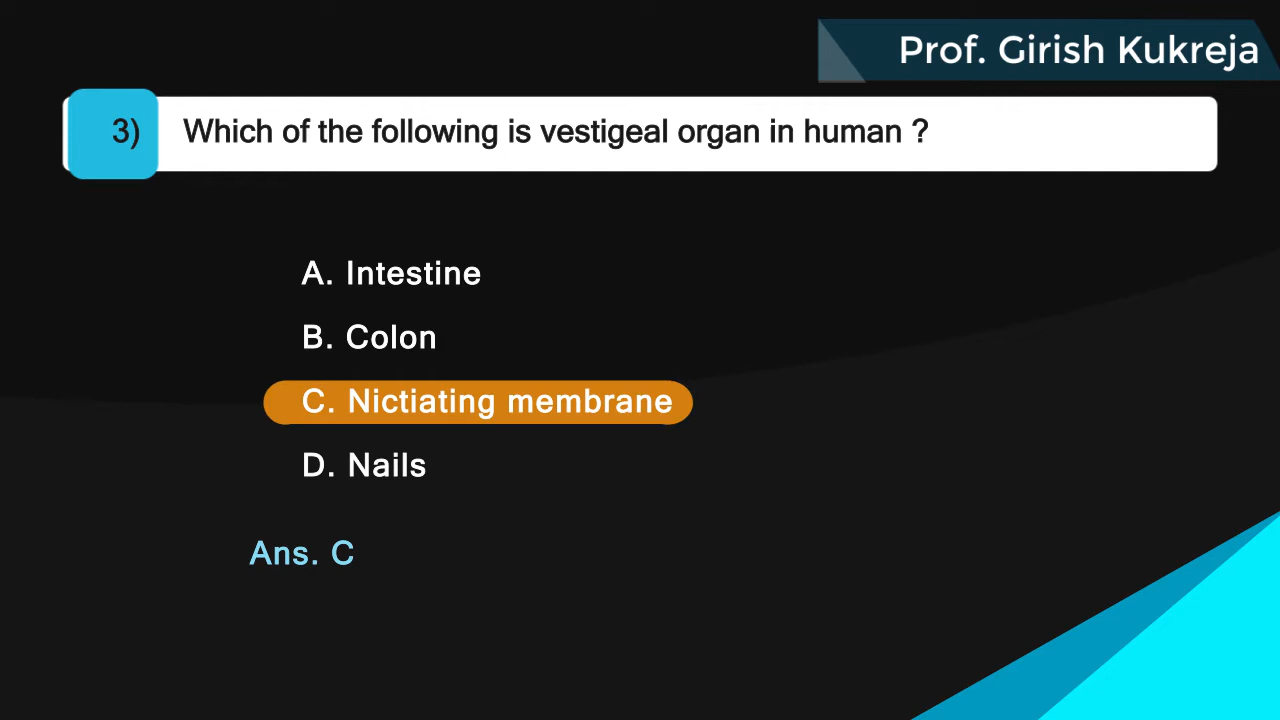 Prof. Girish Kukreja
3) Which of the following is vestigeal organ in human ?
A. Intestine
B. Colon
C. Nictiating membrane
D. Nails
Ans. C